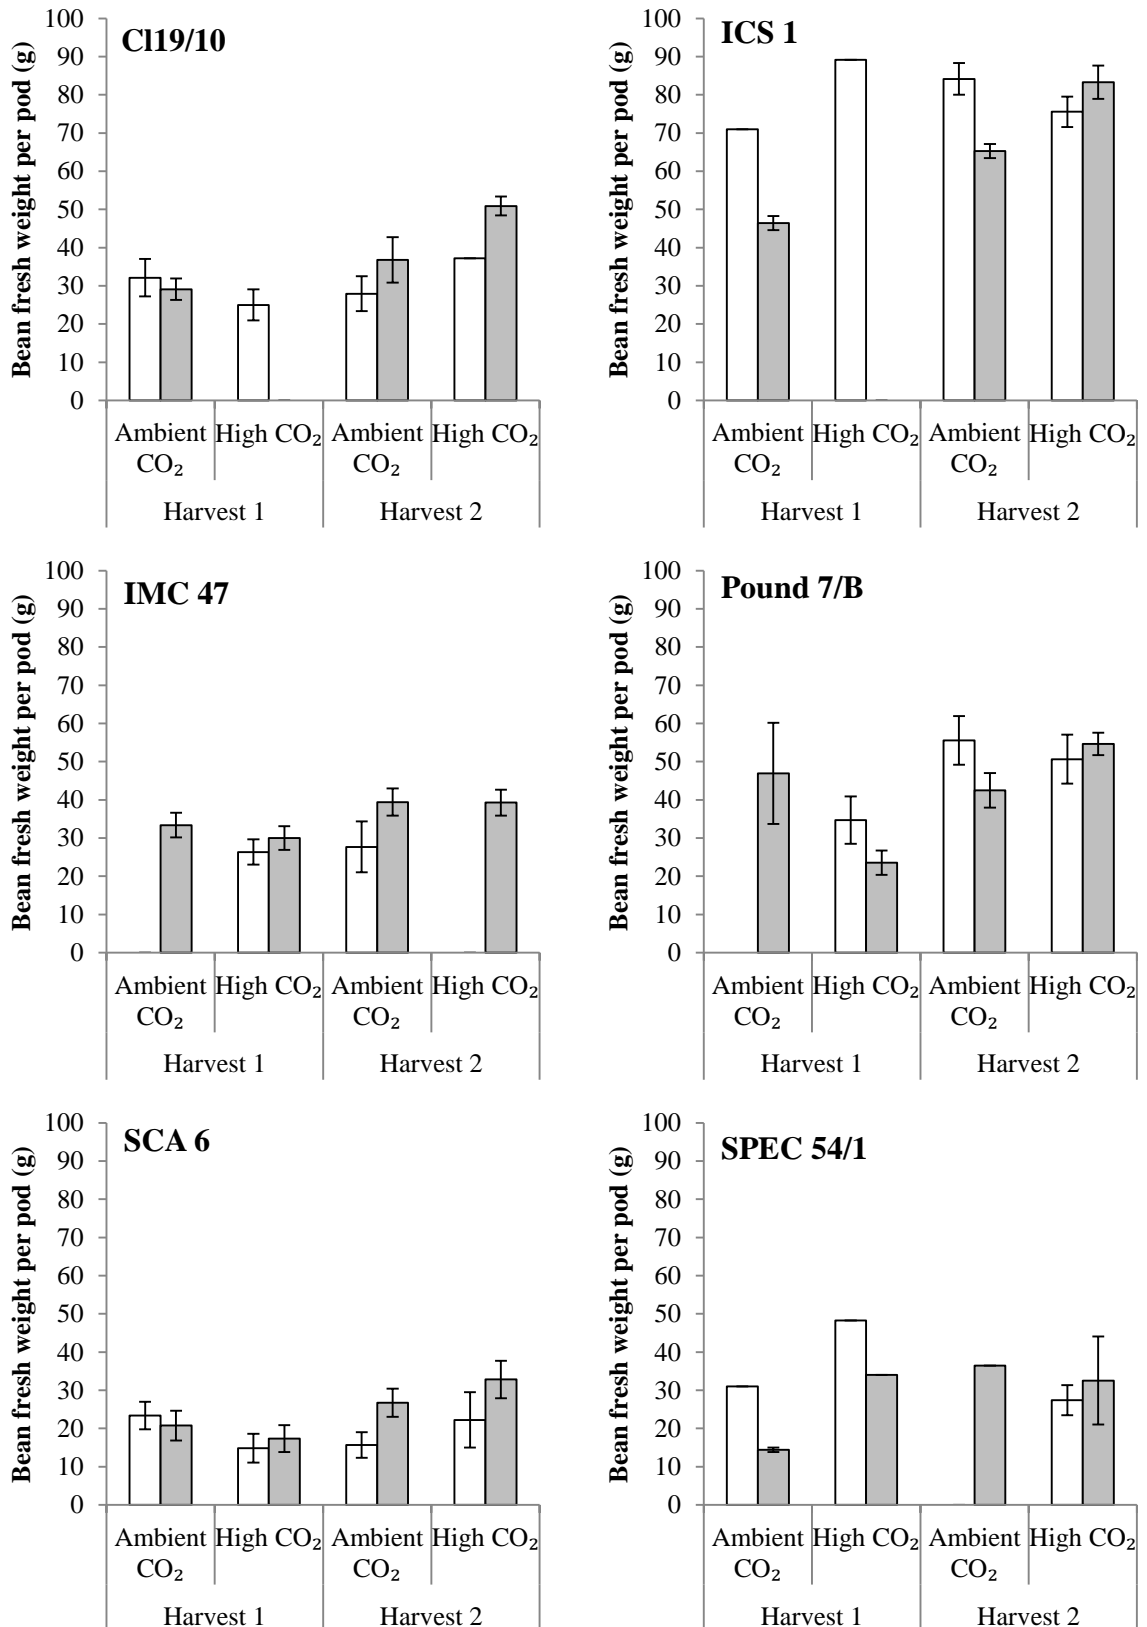 Cl19/10
Bean fresh weight per pod (g)
100
90
80
70
60
50
40
30
20
10
0
Ambient CO₂
High CO₂
Ambient CO₂
High CO₂
Harvest 1
Harvest 2
ICS 1
Bean fresh weight per pod (g)
100
90
80
70
60
50
40
30
20
10
0
Ambient CO₂
High CO₂
Ambient CO₂
High CO₂
Harvest 1
Harvest 2
IMC 47
Bean fresh weight per pod (g)
100
90
80
70
60
50
40
30
20
10
0
Ambient CO₂
High CO₂
Ambient CO₂
High CO₂
Harvest 1
Harvest 2
Pound 7/B
Bean fresh weight per pod (g)
100
90
80
70
60
50
40
30
20
10
0
Ambient CO₂
High CO₂
Ambient CO₂
High CO₂
Harvest 1
Harvest 2
SCA 6
Bean fresh weight per pod (g)
100
90
80
70
60
50
40
30
20
10
0
Ambient CO₂
High CO₂
Ambient CO₂
High CO₂
Harvest 1
Harvest 2
SPEC 54/1
Bean fresh weight per pod (g)
100
90
80
70
60
50
40
30
20
10
0
Ambient CO₂
High CO₂
Ambient CO₂
High CO₂
Harvest 1
Harvest 2